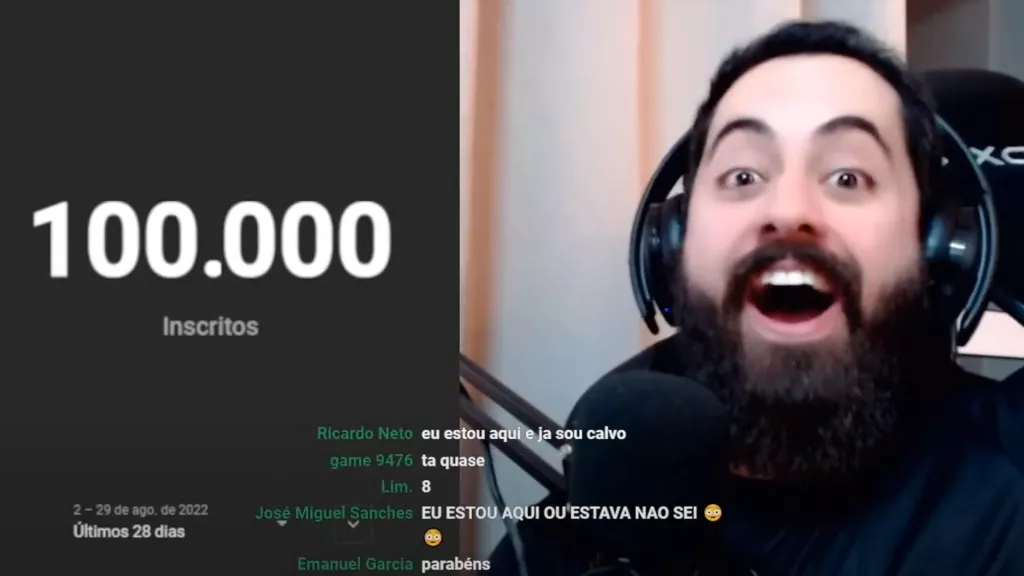 100.000
Inscritos
Ricardo Neto eu estou aqui e ja sou calvo
game 9476 ta quase
Lim. 8
José Miguel Sanches EU ESTOU AQUI OU ESTAVA NAO SEI 😳
😳
Emanuel Garcia parabéns
2 – 29 de ago. de 2022
Últimos 28 dias